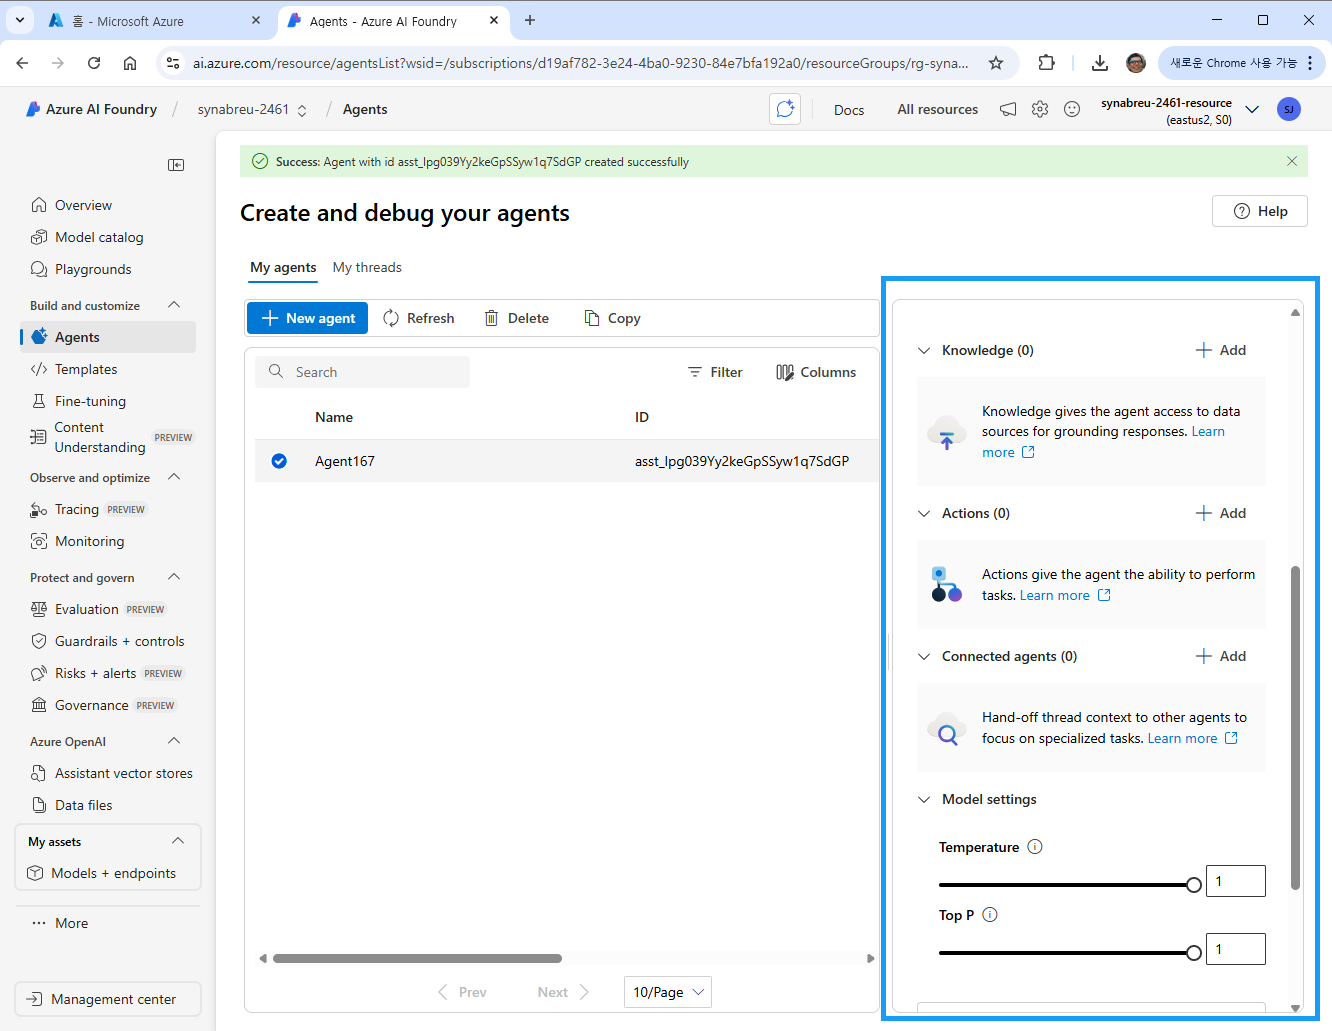 홈 - Microsoft Azure
Agents - Azure AI Foundry
ai.azure.com/resource/agentsList?wsid=/subscriptions/d19af782-3e24-4ba0-9230-84e7bfa192a0/resourceGroups/rg-syna...
새로운 Chrome 사용 가능
Azure AI Foundry / synabreu-2461 / Agents
Docs
All resources
synabreu-2461-resource
(eastus2, S0)
SJ
Success: Agent with id asst_Ipg039Yy2keGpSSyw1q7SdGP created successfully
Create and debug your agents
Help
My agents
My threads
New agent
Refresh
Delete
Copy
Search
Filter
Columns
Name
ID
Agent167
asst_Ipg039Yy2keGpSSyw1q7SdGP
Prev
Next
10/Page
Overview
Model catalog
Playgrounds
Build and customize
Agents
Templates
Fine-tuning
Content
Understanding PREVIEW
Observe and optimize
Tracing PREVIEW
Monitoring
Protect and govern
Evaluation PREVIEW
Guardrails + controls
Risks + alerts PREVIEW
Governance PREVIEW
Azure OpenAI
Assistant vector stores
Data files
My assets
Models + endpoints
More
Management center
Knowledge (0)
Add
Knowledge gives the agent access to data
sources for grounding responses. Learn
more
Actions (0)
Add
Actions give the agent the ability to perform
tasks. Learn more
Connected agents (0)
Add
Hand-off thread context to other agents to
focus on specialized tasks. Learn more
Model settings
Temperature
1
Top P
1